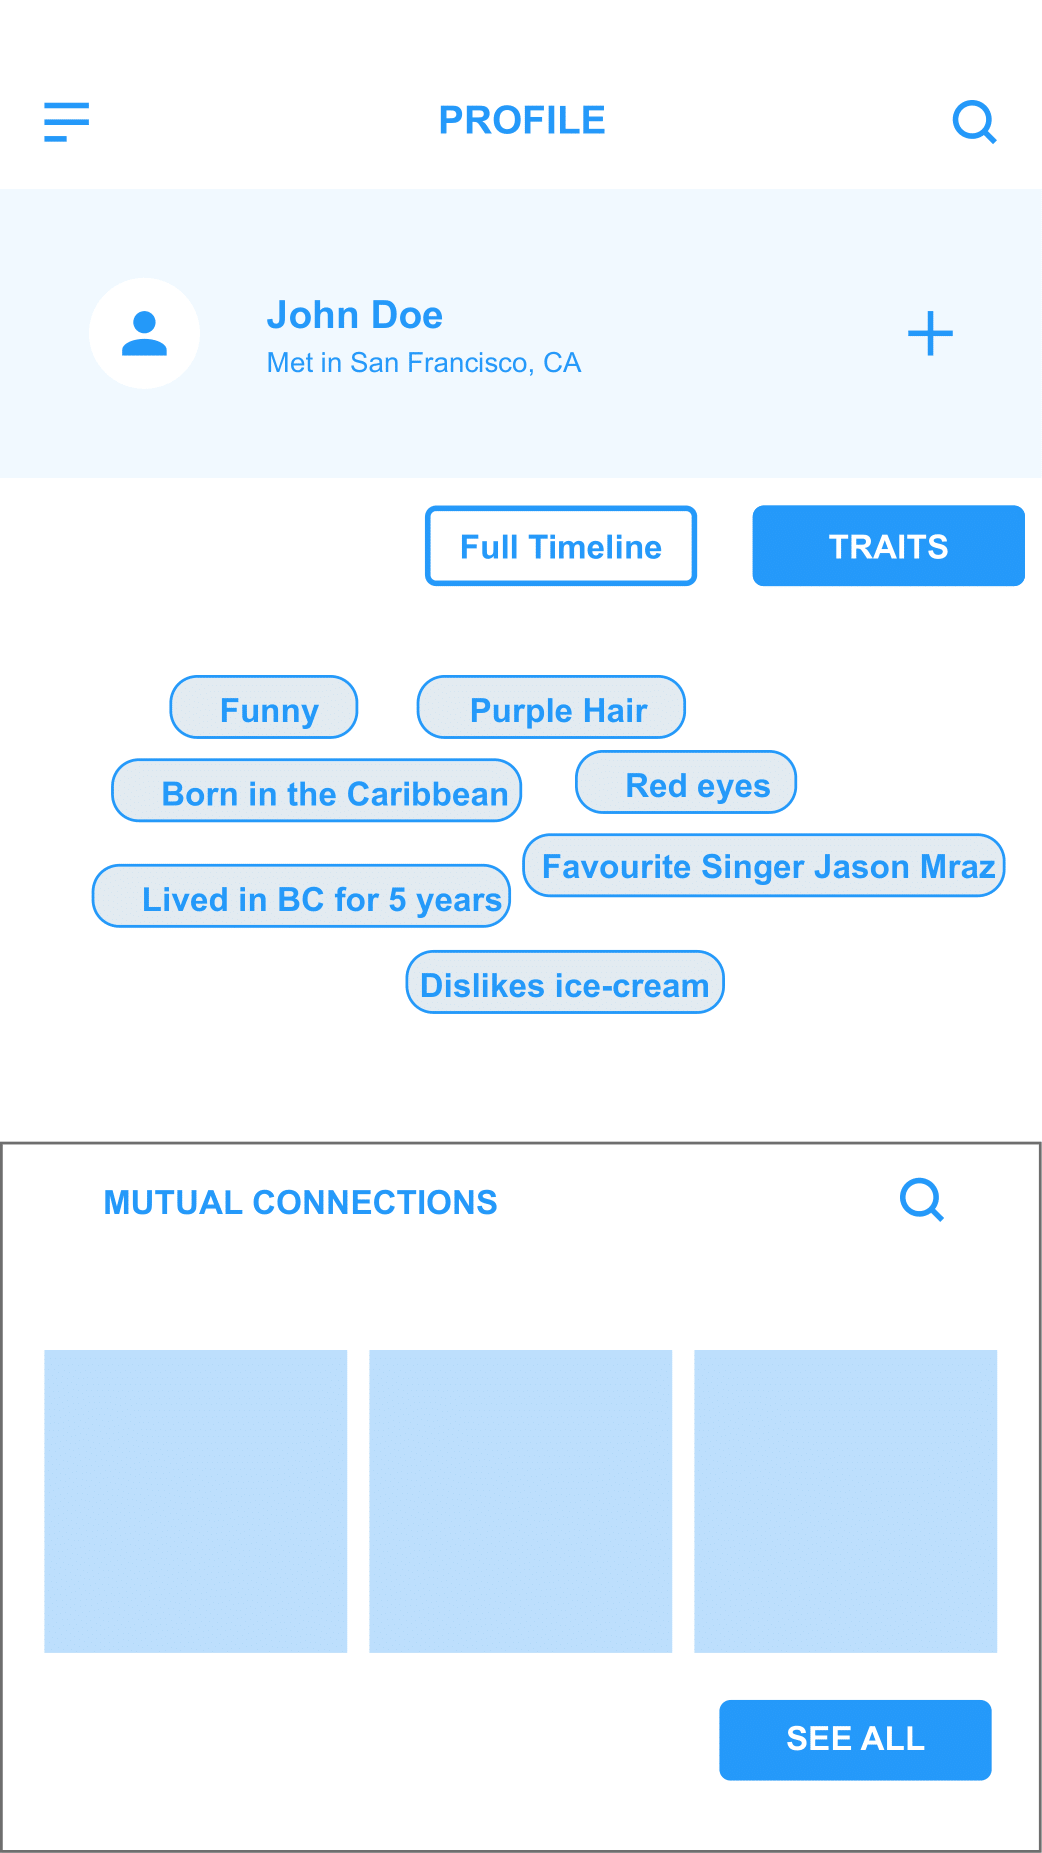 PROFILE
John Doe
Met in San Francisco, CA
Full Timeline
TRAITS
Funny
Purple Hair
Born in the Caribbean
Red eyes
Favourite Singer Jason Mraz
Lived in BC for 5 years
Dislikes ice-cream
MUTUAL CONNECTIONS
SEE ALL